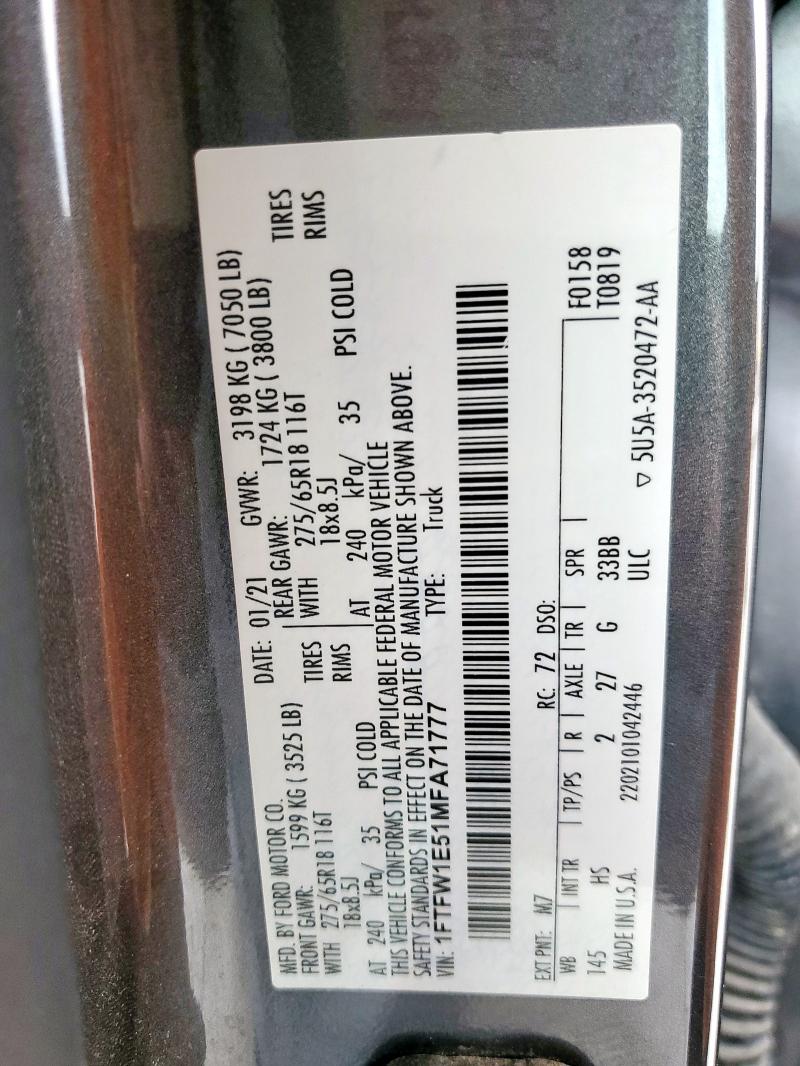 MFD. BY FORD MOTOR CO. DATE: 01/21 GVWR: 3198 KG ( 7050 LB)
FRONT GAWR: 1599 KG ( 3525 LB) REAR GAWR: 1724 KG ( 3800 LB)
WITH 275/65R18 116T TIRES WITH 275/65R18 116T TIRES
18x8.5J RIMS 18x8.5J RIMS
AT 240 kPa/ 35 PSI COLD AT 240 kPa/ 35 PSI COLD
THIS VEHICLE CONFORMS TO ALL APPLICABLE FEDERAL MOTOR VEHICLE
SAFETY STANDARDS IN EFFECT ON THE DATE OF MANUFACTURE SHOWN ABOVE.
VIN: 1FTFW1E51MFA71777 TYPE: Truck
EXT PNT: M7 RC: 72 DSO:
WB | INT TR | TP/PS | R | AXLE | TR | SPR | F0158
145 HS 2 27 G 33BB T0819
MADE IN U.S.A. 2202101042446 ULC ▽ 5U5A-3520472-AA